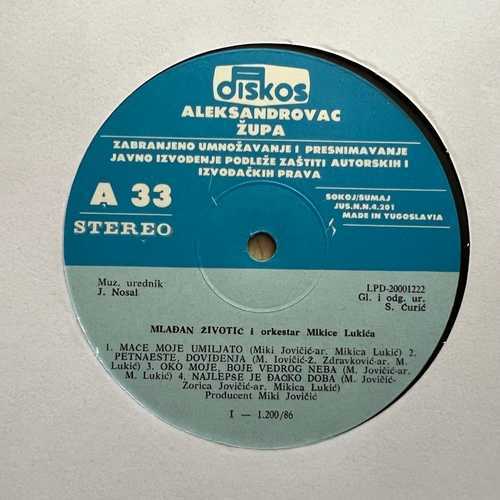 diskos
ALEKSANDROVAC
ŽUPA
ZABRANJENO UMNOŽAVANJE I PRESNIMAVANJE
JAVNO IZVOĐENJE PODLEŽE ZAŠTITI AUTORSKIH I
IZVOĐAČKIH PRAVA
A 33
STEREO
SOKOJ/SUMAJ
JUS.N.N.4.201
MADE IN YUGOSLAVIA
Muz. urednik
J. Nosal
LPD-20001222
Gl. i odg. ur.
S. Ćurić
MLAĐAN ŽIVOTIĆ i orkestar Mikice Lukića
1. MACE MOJE UMILJATO (Miki Jovičić-ar. Mikica Lukić) 2.
PETNAESTE, DOVIĐENJA (M. Jovičić-Ž. Zdravković-ar. M.
Lukić) 3. OKO MOJE, BOJE VEDROG NEBA (M. Jovičić-ar.
M. Lukić) 4. NAJLEPSE JE ĐAČKO DOBA (M. Jovičić-
Zorica Jovičić-ar. Mikica Lukić)
Producent Miki Jovičić
I — 1.200/86